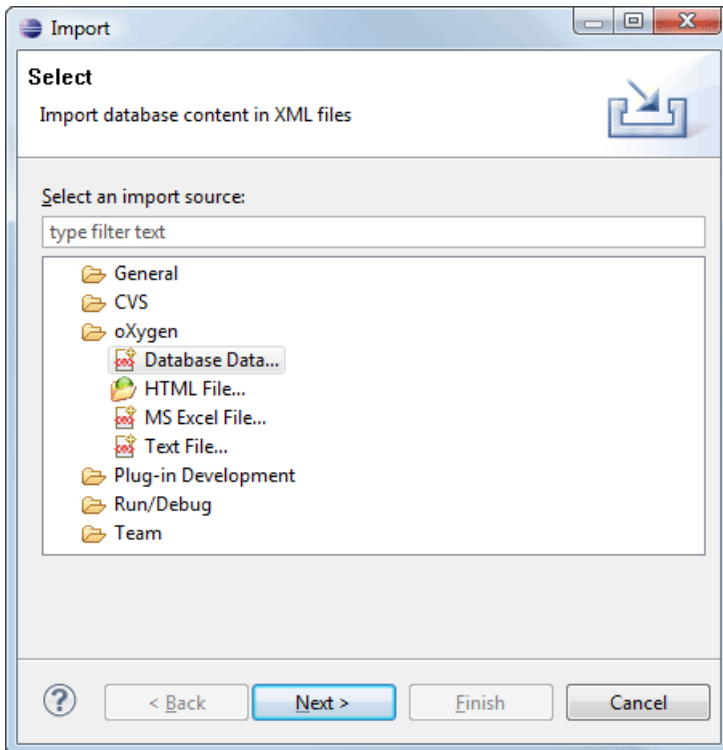 Import
Select
Import database content in XML files
Select an import source:
type filter text
General
CVS
oXygen
Database Data...
HTML File...
MS Excel File...
Text File...
Plug-in Development
Run/Debug
Team
? < Back Next > Finish Cancel